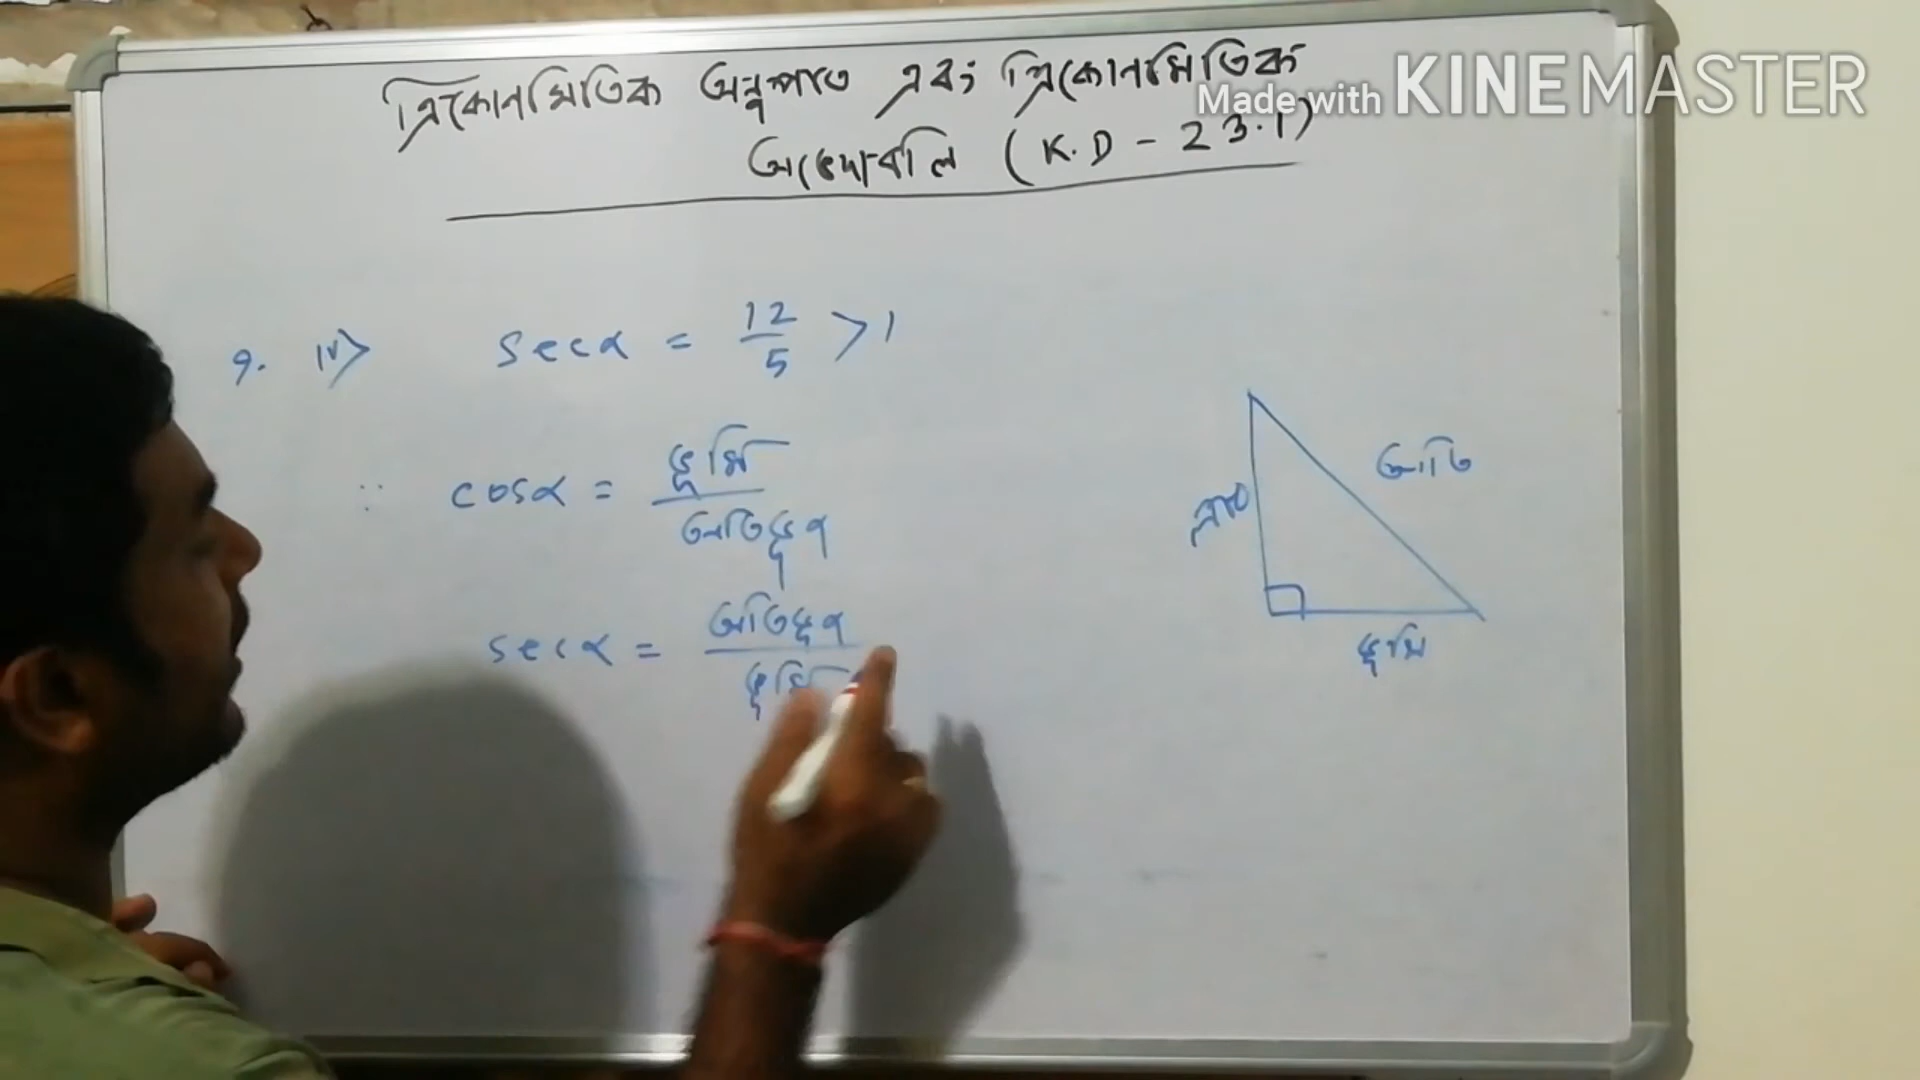 ত্রিকোনমিতিক অনুপাত এবং ত্রিকোনমিতিক
Made with KINEMASTER
অভেদাবলি (K.D - 23.1)
9. iv> secα = 12/5 > 1
∵ cosα = ভূমি/অতিভূজ
secα = অতিভূজ/ভূমি
অতি
লম্ব
ভূমি